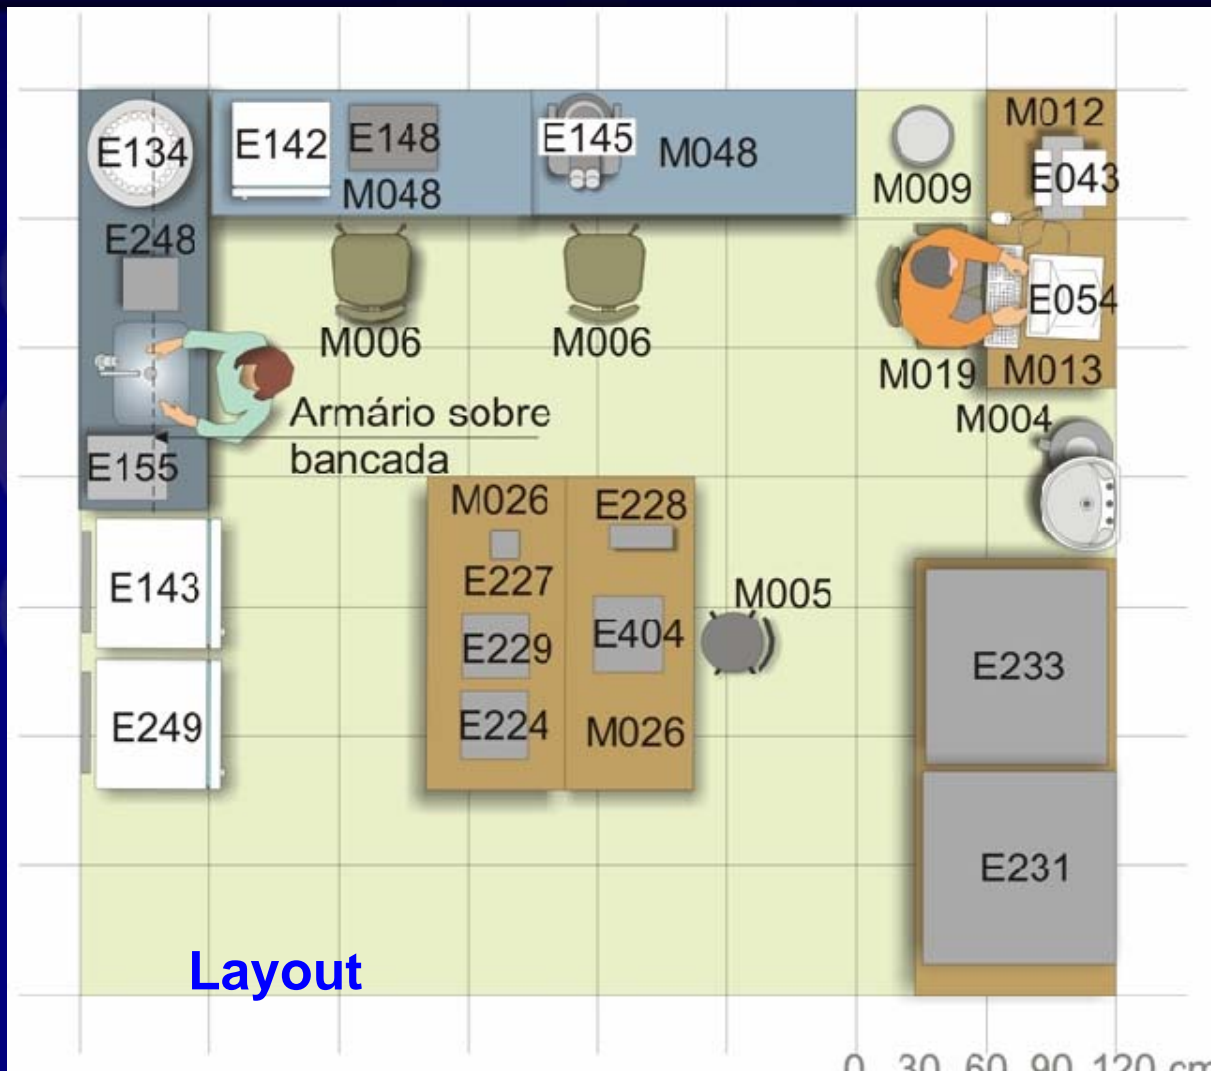 M012
E134
E142
E148
E145
M048
E043
M048
M009
E248
E054
M006
M006
M019
M013
Armário sobre
bancada
M004
E155
M026
E228
E143
E227
M005
E229
E404
E233
E249
E224
M026
E231
Layout
0 30 60 90 120 cm